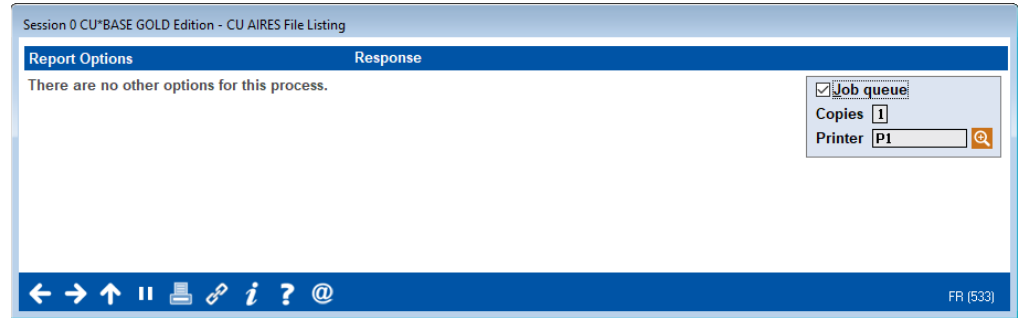 Session 0 CU*BASE GOLD Edition - CU AIRES File Listing
Report Options Response
There are no other options for this process.
Job queue
Copies 1
Printer P1
FR (533)